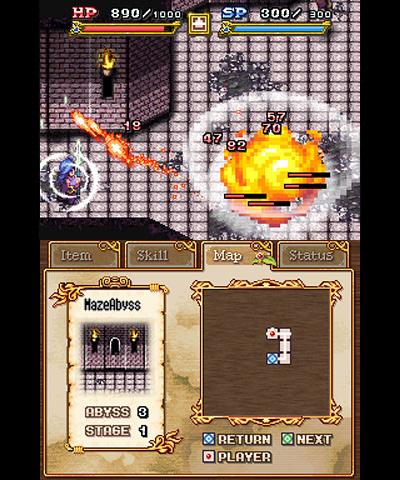 HP 890/1000 SP 300/ 300
57
18 47 70
82
Item Skill Map Status
MazeAbyss
ABYSS 3
STAGE 1
RETURN NEXT
PLAYER